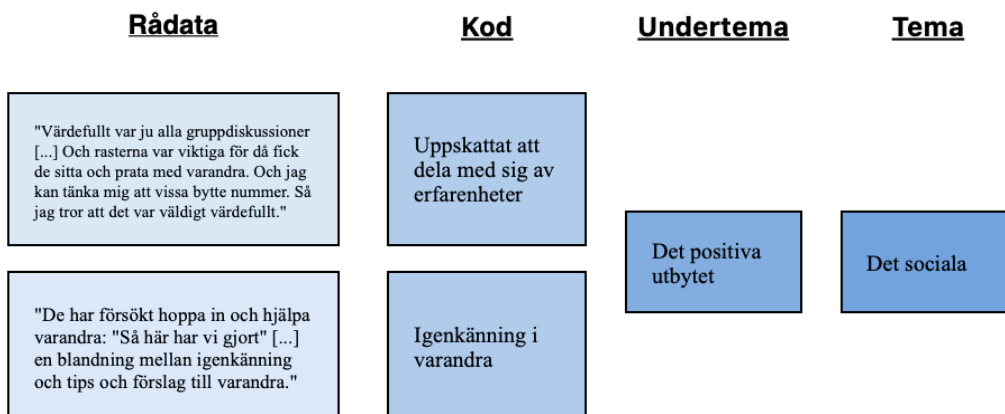 Rådata
Kod
Undertema
Tema
"Värdefullt var ju alla gruppdiskussioner
[...] Och rasterna var viktiga för då fick
de sitta och prata med varandra. Och jag
kan tänka mig att vissa bytte nummer. Så
jag tror att det var väldigt värdefullt."
Uppskattat att
dela med sig av
erfarenheter
"De har försökt hoppa in och hjälpa
varandra: "Så här har vi gjort" [...]
en blandning mellan igenkänning
och tips och förslag till varandra."
Igenkänning i
varandra
Det positiva
utbytet
Det sociala